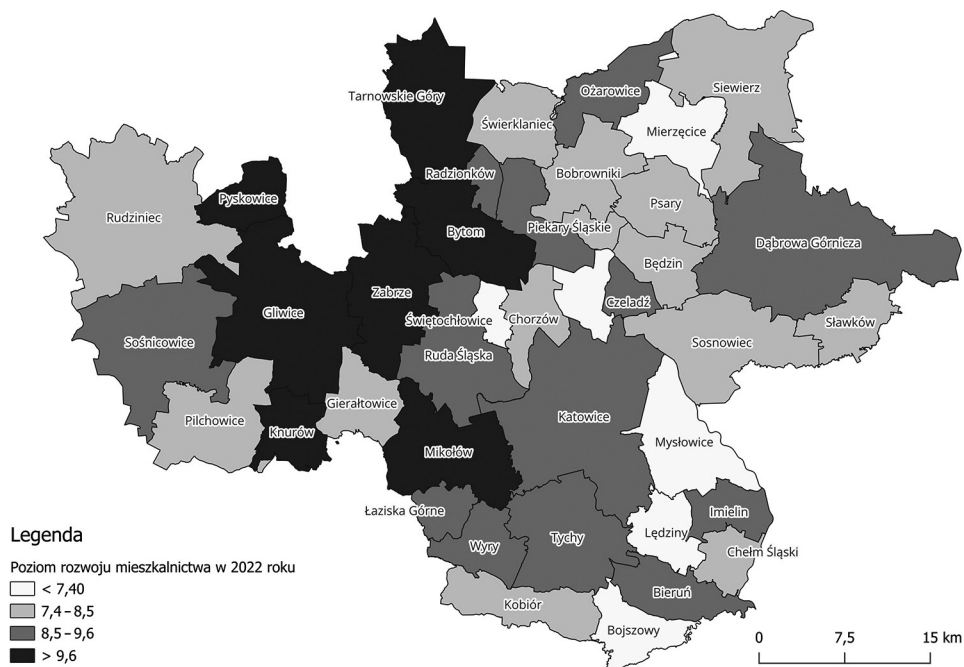 Tarnowskie Góry
Ożarowice
Siewierz
Świerklaniec
Mierzęcice
Radzionków
Bobrowniki
Pyskowice
Psary
Rudziniec
Piekary Śląskie
Bytom
Dąbrowa Górnicza
Będzin
Zabrze
Czeladź
Gliwice
Świętochłowice
Chorzów
Sławków
Sośnicowice
Ruda Śląska
Sosnowiec
Gierałtowice
Pilchowice
Katowice
Knurów
Mysłowice
Mikołów
Łaziska Górne
Imielin
Lędziny
Tychy
Wyry
Chełm Śląski
Bieruń
Kobiór
Bojszowy
Legenda
Poziom rozwoju mieszkalnictwa w 2022 roku
< 7,40
7,4 – 8,5
8,5 – 9,6
> 9,6
0 7,5 15 km